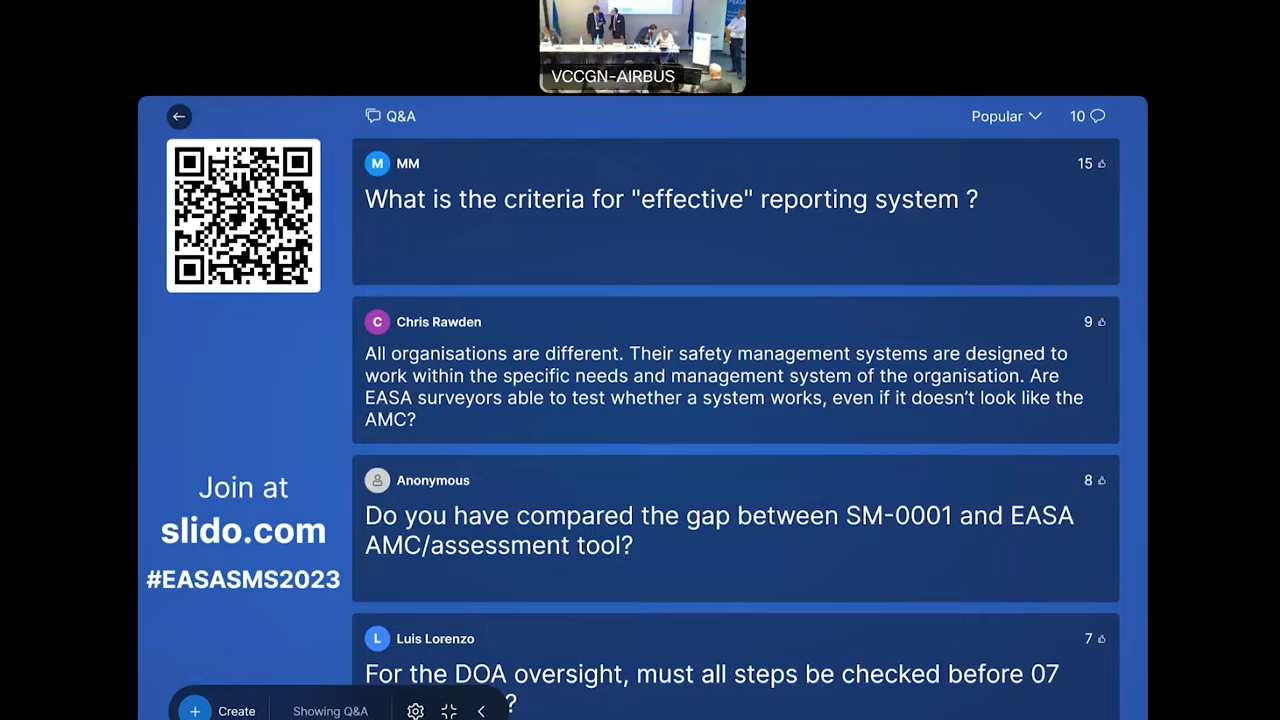 VCCGN-AIRBUS
Q&A
Popular
10
M MM
15
What is the criteria for "effective" reporting system ?
C Chris Rawden
9
All organisations are different. Their safety management systems are designed to
work within the specific needs and management system of the organisation. Are
EASA surveyors able to test whether a system works, even if it doesn't look like the
AMC?
Anonymous
8
Do you have compared the gap between SM-0001 and EASA
AMC/assessment tool?
L Luis Lorenzo
7
For the DOA oversight, must all steps be checked before 07
?
Join at
slido.com
#EASASMS2023
Create
Showing Q&A